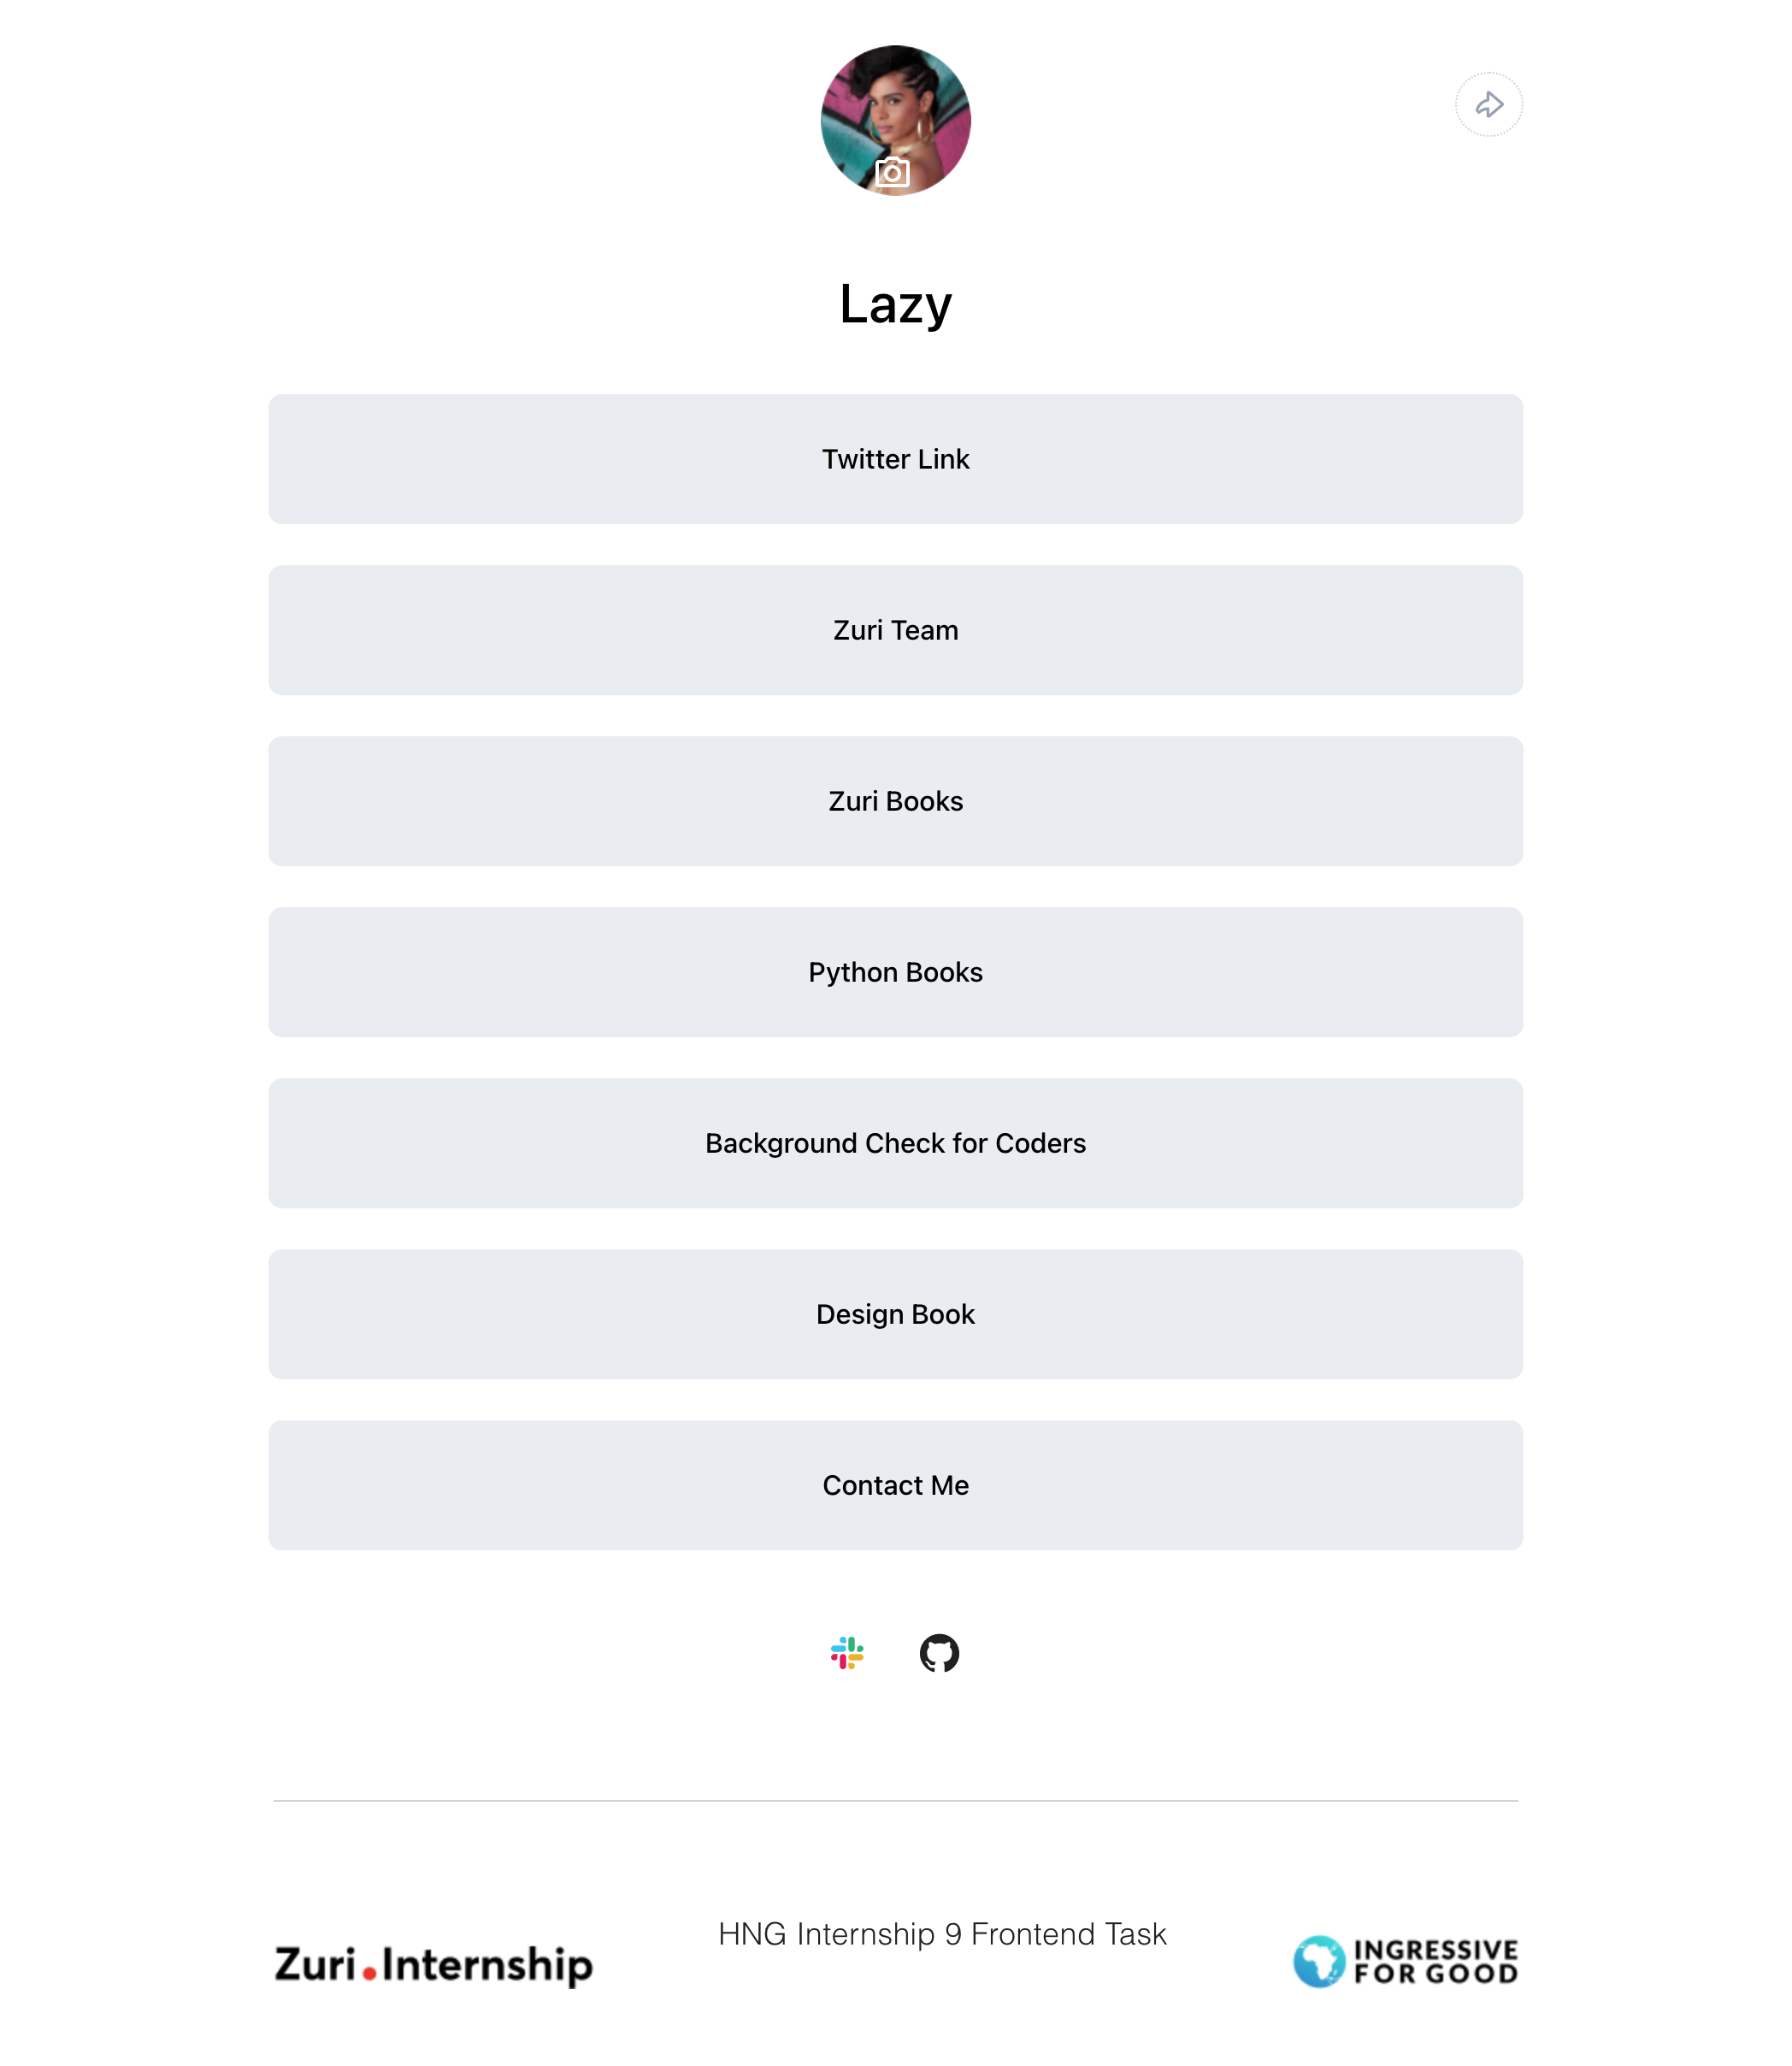 Lazy
Twitter Link
Zuri Team
Zuri Books
Python Books
Background Check for Coders
Design Book
Contact Me
Zuri.Internship
HNG Internship 9 Frontend Task
INGRESSIVE
FOR GOOD